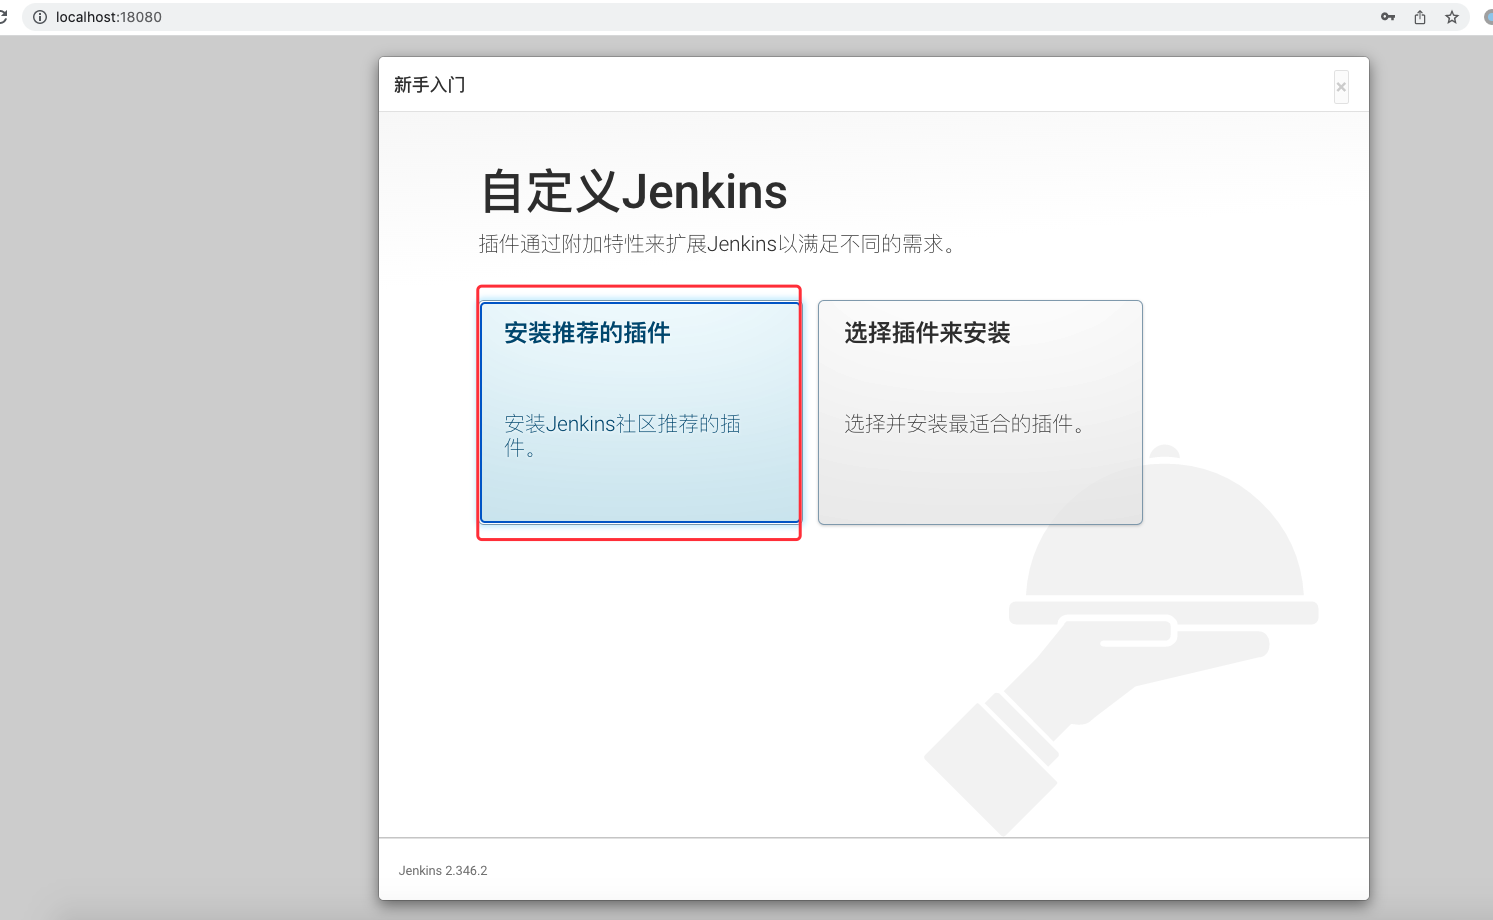 localhost:18080
新手入门
×
自定义Jenkins
插件通过附加特性来扩展Jenkins以满足不同的需求。
安装推荐的插件
安装Jenkins社区推荐的插
件。
选择插件来安装
选择并安装最适合的插件。
Jenkins 2.346.2